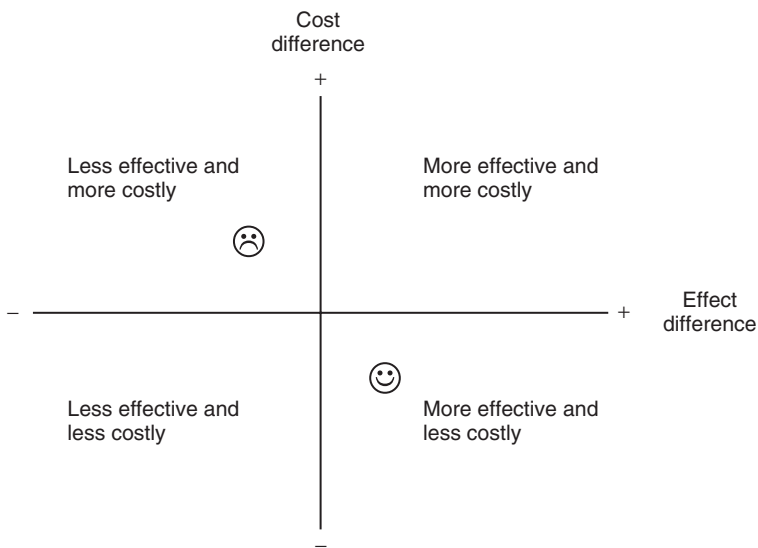 Cost
difference
+
Less effective and
more costly
More effective and
more costly
–
+
Effect
difference
Less effective and
less costly
More effective and
less costly
–